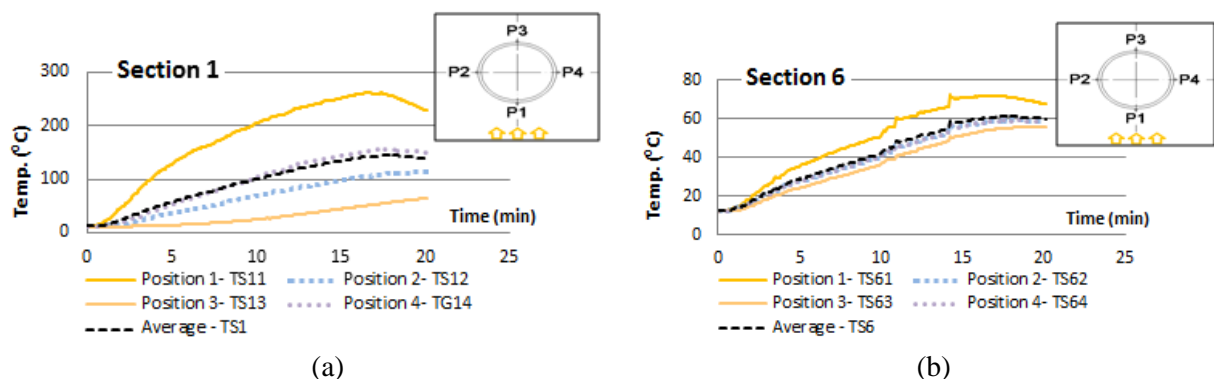 Section 1
Temp. (⁰C)
300
200
100
0
0 5 10 15 20 25
Time (min)
P3
P2 P4
P1
Position 1- TS11 Position 2- TS12
Position 3- TS13 Position 4- TG14
Average - TS1
(a)
Section 6
Temp. (⁰C)
80
60
40
20
0
0 5 10 15 20 25
Time (min)
P3
P2 P4
P1
Position 1- TS61 Position 2- TS62
Position 3- TS63 Position 4- TS64
Average - TS6
(b)